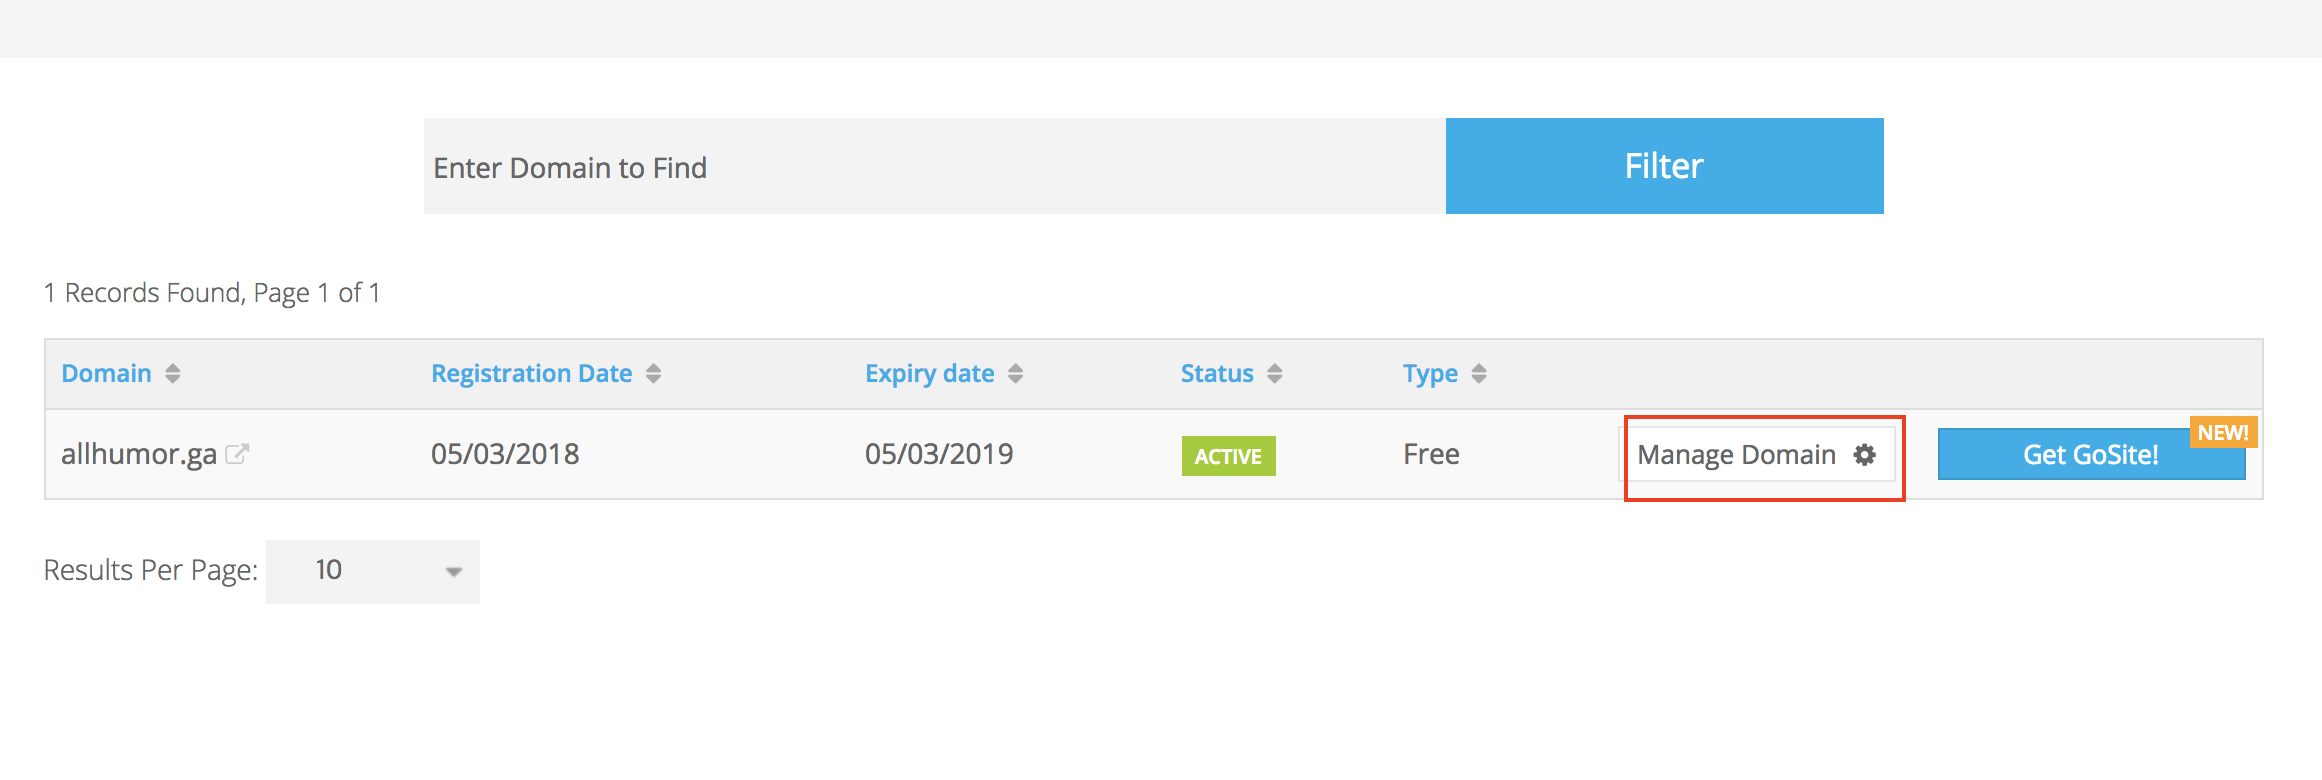 Enter Domain to Find
Filter
1 Records Found, Page 1 of 1
Domain Registration Date Expiry date Status Type
allhumor.ga 05/03/2018 05/03/2019 ACTIVE Free Manage Domain Get GoSite! NEW!
Results Per Page: 10